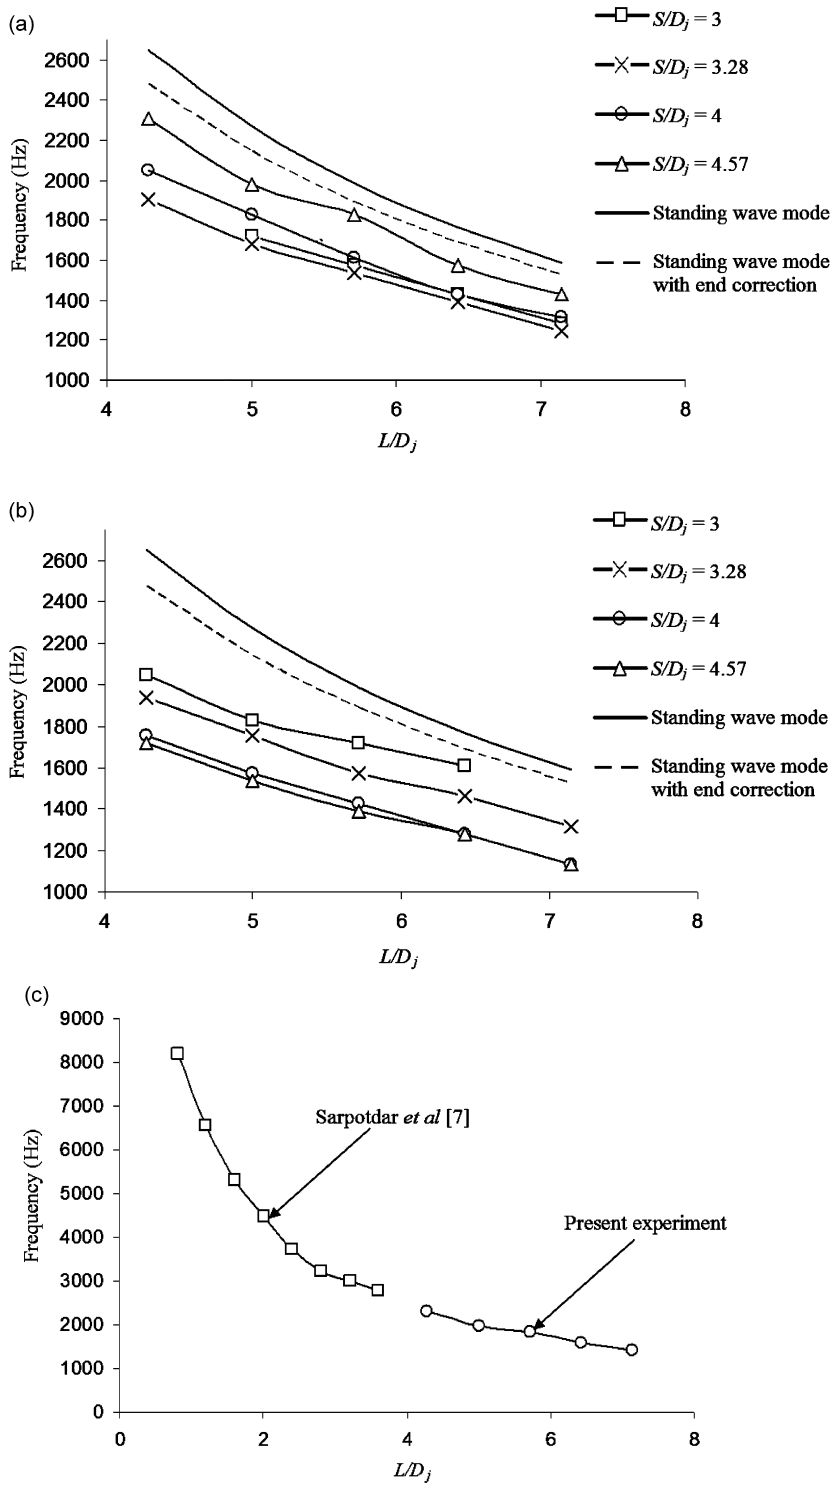 (a)
S/Dj = 3
S/Dj = 3.28
S/Dj = 4
S/Dj = 4.57
Standing wave mode
Standing wave mode
with end correction
Frequency (Hz)
2600
2400
2200
2000
1800
1600
1400
1200
1000
4 5 6 7 8
L/Dj
(b)
S/Dj = 3
S/Dj = 3.28
S/Dj = 4
S/Dj = 4.57
Standing wave mode
Standing wave mode
with end correction
Frequency (Hz)
2600
2400
2200
2000
1800
1600
1400
1200
1000
4 5 6 7 8
L/Dj
(c)
Frequency (Hz)
9000
8000
7000
6000
5000
4000
3000
2000
1000
0
Sarpotdar et al [7]
Present experiment
0 2 4 6 8
L/Dj